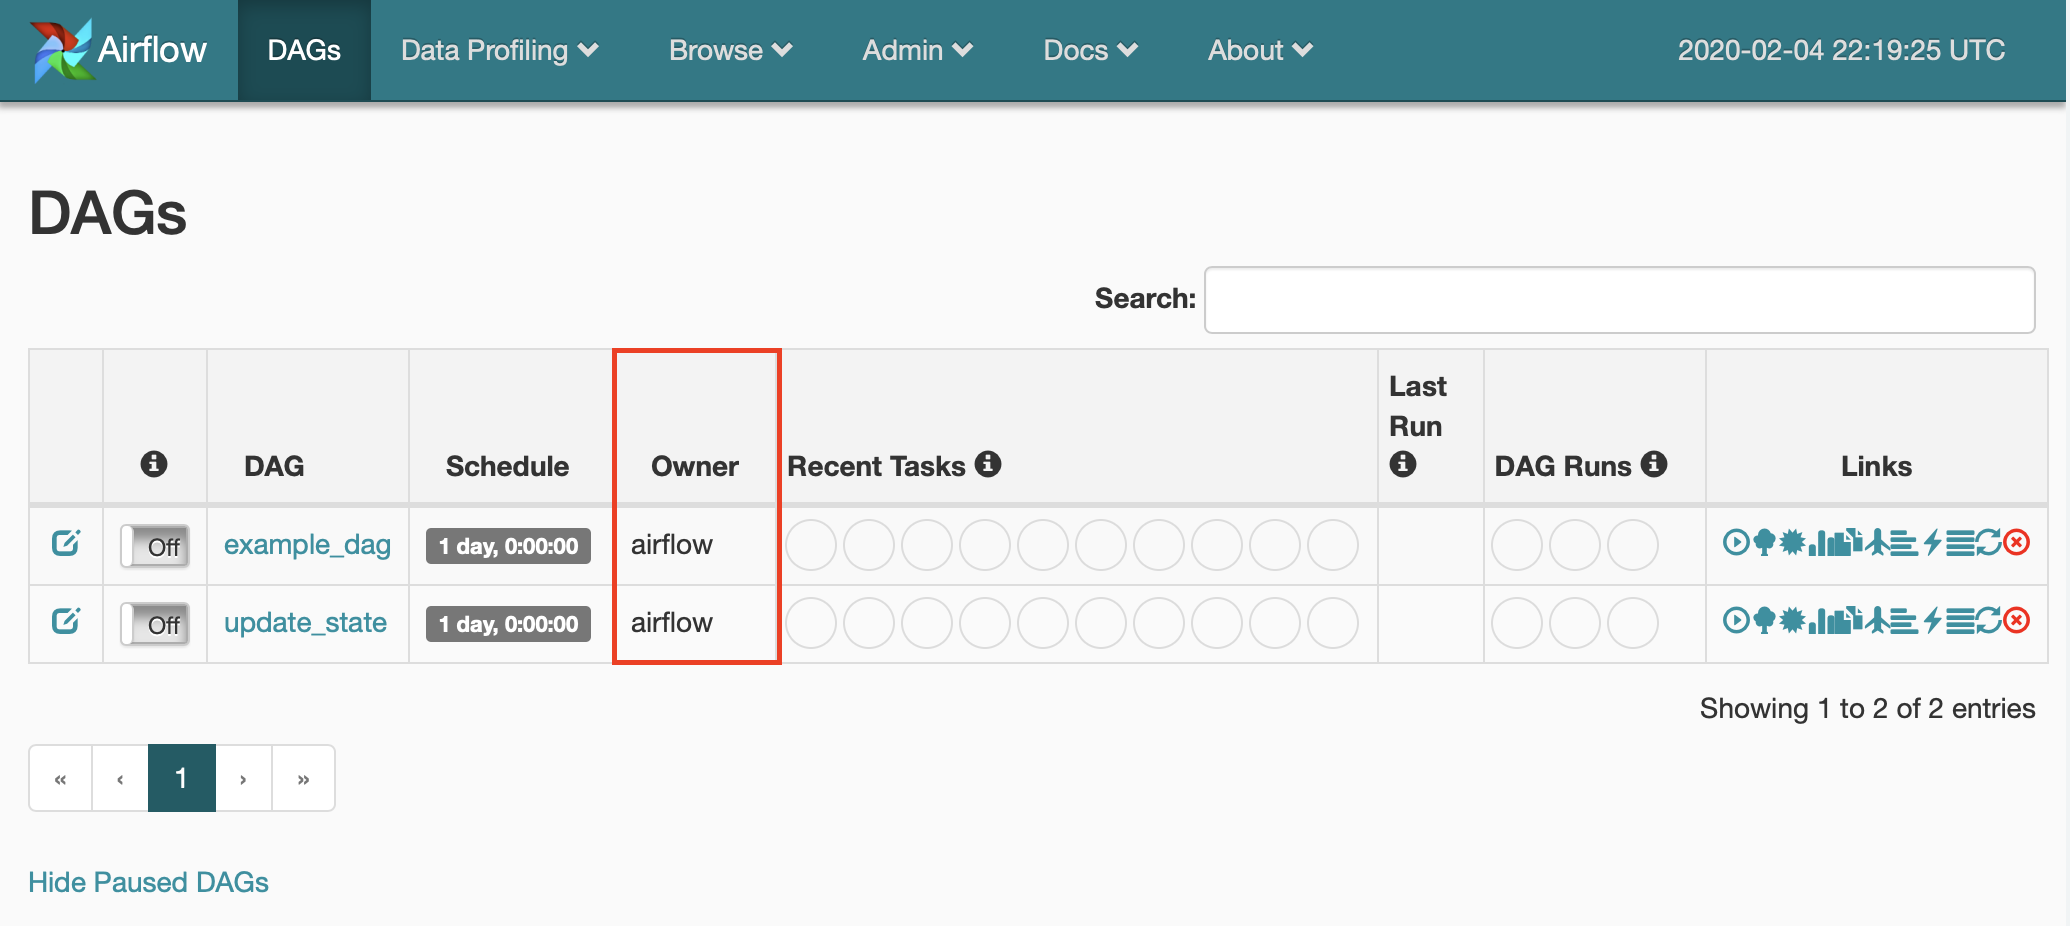 Airflow DAGs Data Profiling Browse Admin Docs About 2020-02-04 22:19:25 UTC
DAGs
Search:
DAG Schedule Owner Recent Tasks Last Run DAG Runs Links
Off example_dag 1 day, 0:00:00 airflow
Off update_state 1 day, 0:00:00 airflow
Showing 1 to 2 of 2 entries
« ‹ 1 › »
Hide Paused DAGs